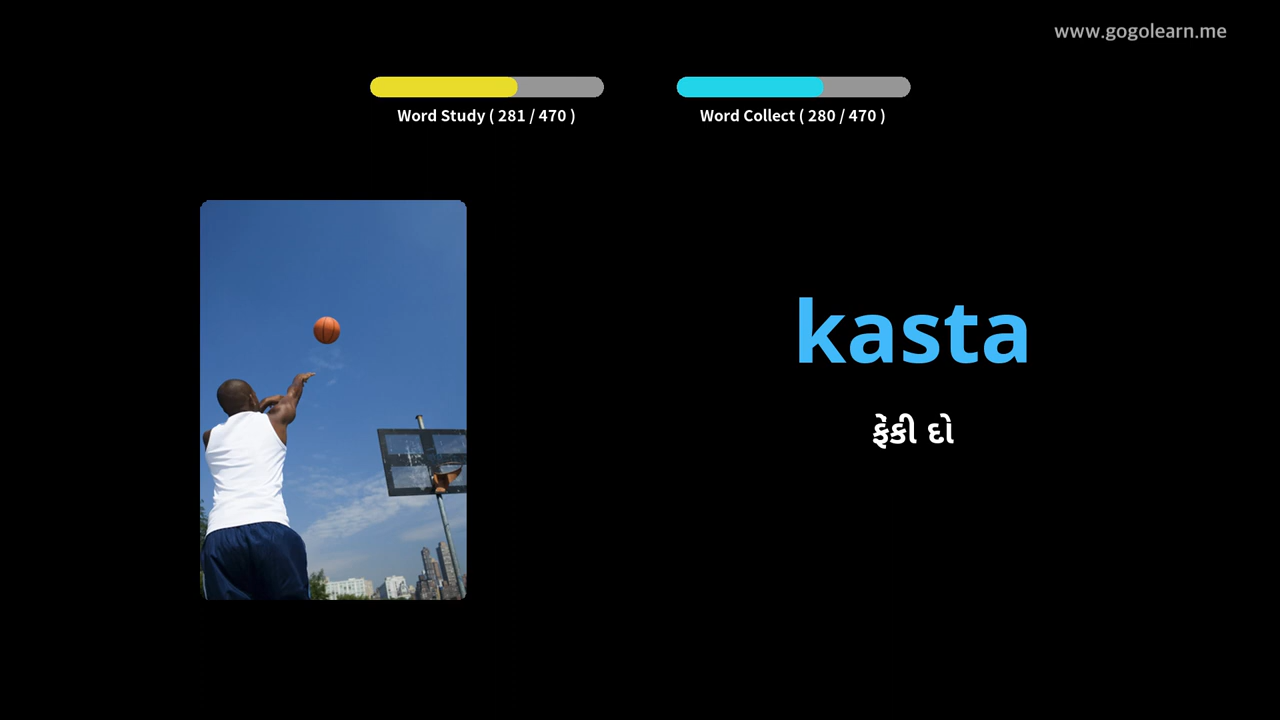 www.gogolearn.me
Word Study ( 281 / 470 )
Word Collect ( 280 / 470 )
kasta
ફેંકી દો